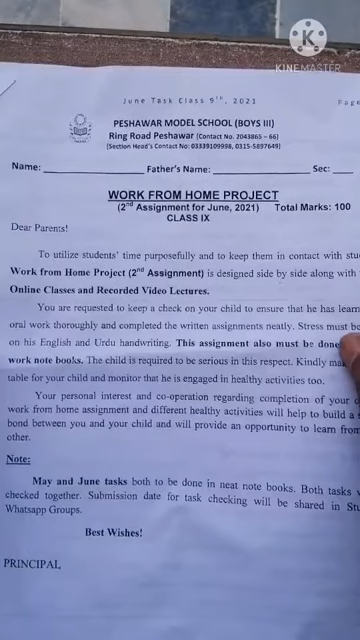 KINEMASTER
June Task Class 9th, 2021 Page
PESHAWAR MODEL SCHOOL (BOYS III)
Ring Road Peshawar (Contact No. 2043865 – 66)
(Section Head's Contact No: 03339109998, 0315-5897649)
Name: Father's Name: Sec:
WORK FROM HOME PROJECT
(2nd Assignment for June, 2021) Total Marks: 100
CLASS IX
Dear Parents!
To utilize students' time purposefully and to keep them in contact with stu
Work from Home Project (2nd Assignment) is designed side by side along with
Online Classes and Recorded Video Lectures.
You are requested to keep a check on your child to ensure that he has learn
oral work thoroughly and completed the written assignments neatly. Stress must be
on his English and Urdu handwriting. This assignment also must be done
work note books. The child is required to be serious in this respect. Kindly ma
table for your child and monitor that he is engaged in healthy activities too.
Your personal interest and co-operation regarding completion of your c
work from home assignment and different healthy activities will help to build a s
bond between you and your child and will provide an opportunity to learn from
other.
Note:
May and June tasks both to be done in neat note books. Both tasks w
checked together. Submission date for task checking will be shared in Stu
Whatsapp Groups.
Best Wishes!
PRINCIPAL